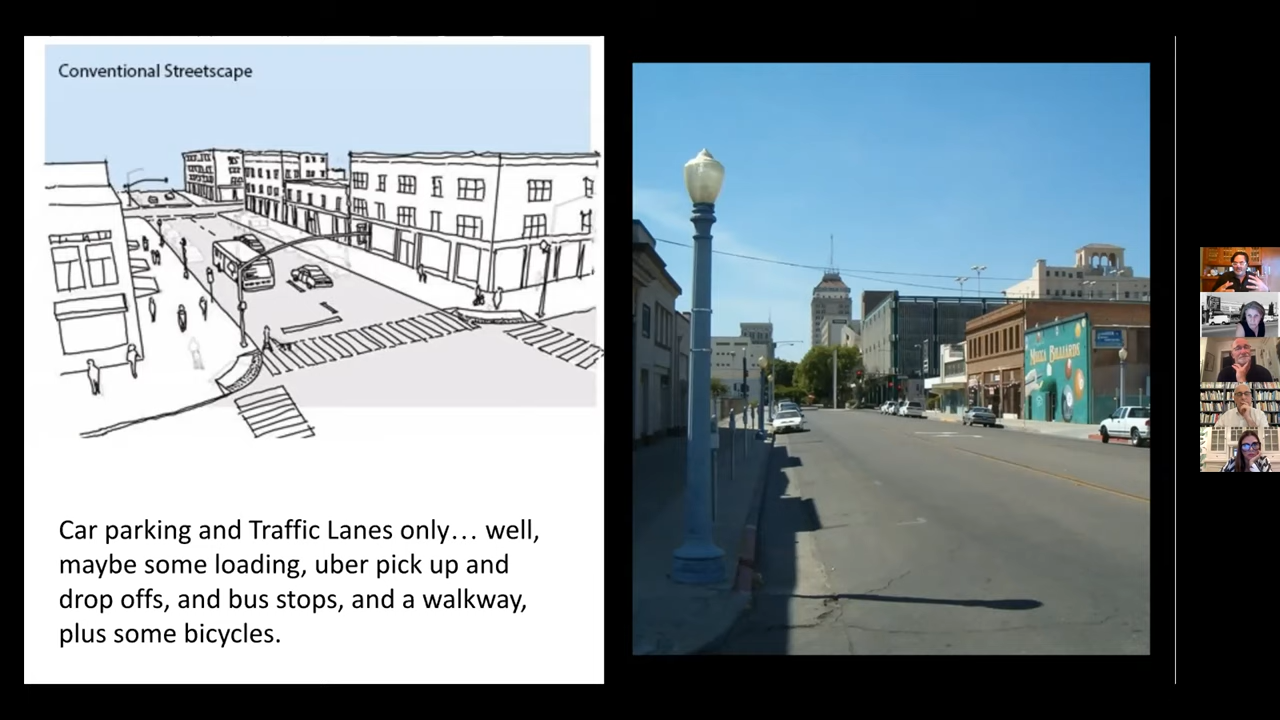 Conventional Streetscape
Car parking and Traffic Lanes only… well,
maybe some loading, uber pick up and
drop offs, and bus stops, and a walkway,
plus some bicycles.
BILLIARDS